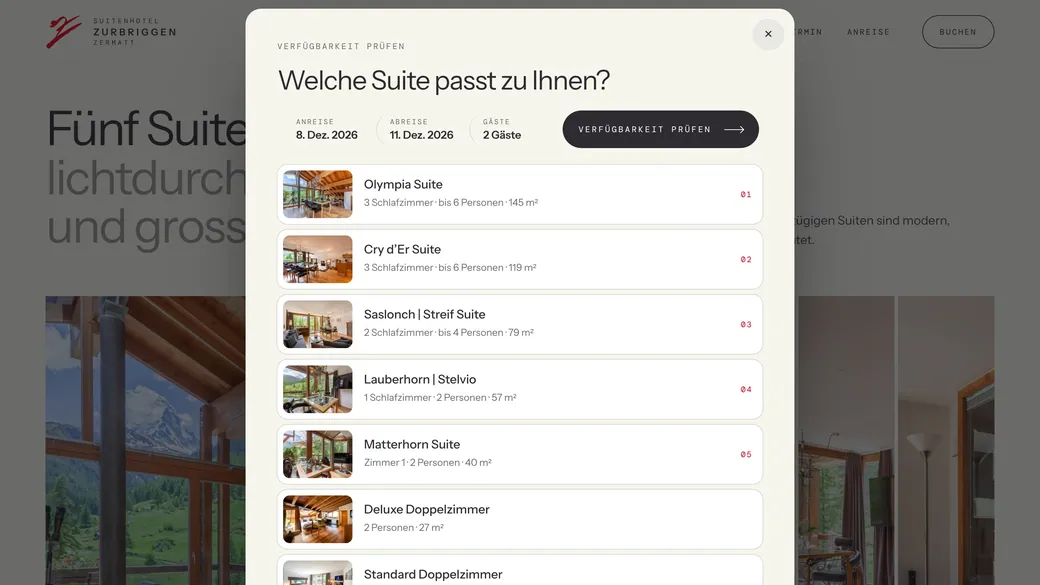 SUITENHOTEL
ZURBRIGGEN
ZERMATT
ANREISE
BUCHEN
Fünf Suite
lichtdurch
und gross
zügigen Suiten sind modern,
VERFÜGBARKEIT PRÜFEN
×
Welche Suite passt zu Ihnen?
ANREISE
8. Dez. 2026
ABREISE
11. Dez. 2026
GÄSTE
2 Gäste
VERFÜGBARKEIT PRÜFEN
Olympia Suite
3 Schlafzimmer · bis 6 Personen · 145 m²
01
Cry d'Er Suite
3 Schlafzimmer · bis 6 Personen · 119 m²
02
Saslonch | Streif Suite
2 Schlafzimmer · bis 4 Personen · 79 m²
03
Lauberhorn | Stelvio
1 Schlafzimmer · 2 Personen · 57 m²
04
Matterhorn Suite
Zimmer 1 · 2 Personen · 40 m²
05
Deluxe Doppelzimmer
2 Personen · 27 m²
Standard Doppelzimmer